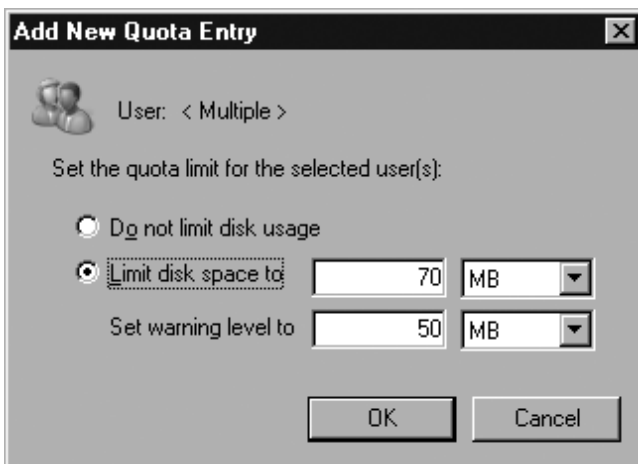 Add New Quota Entry
User: < Multiple >
Set the quota limit for the selected user(s):
Do not limit disk usage
Limit disk space to 70 MB
Set warning level to 50 MB
OK Cancel